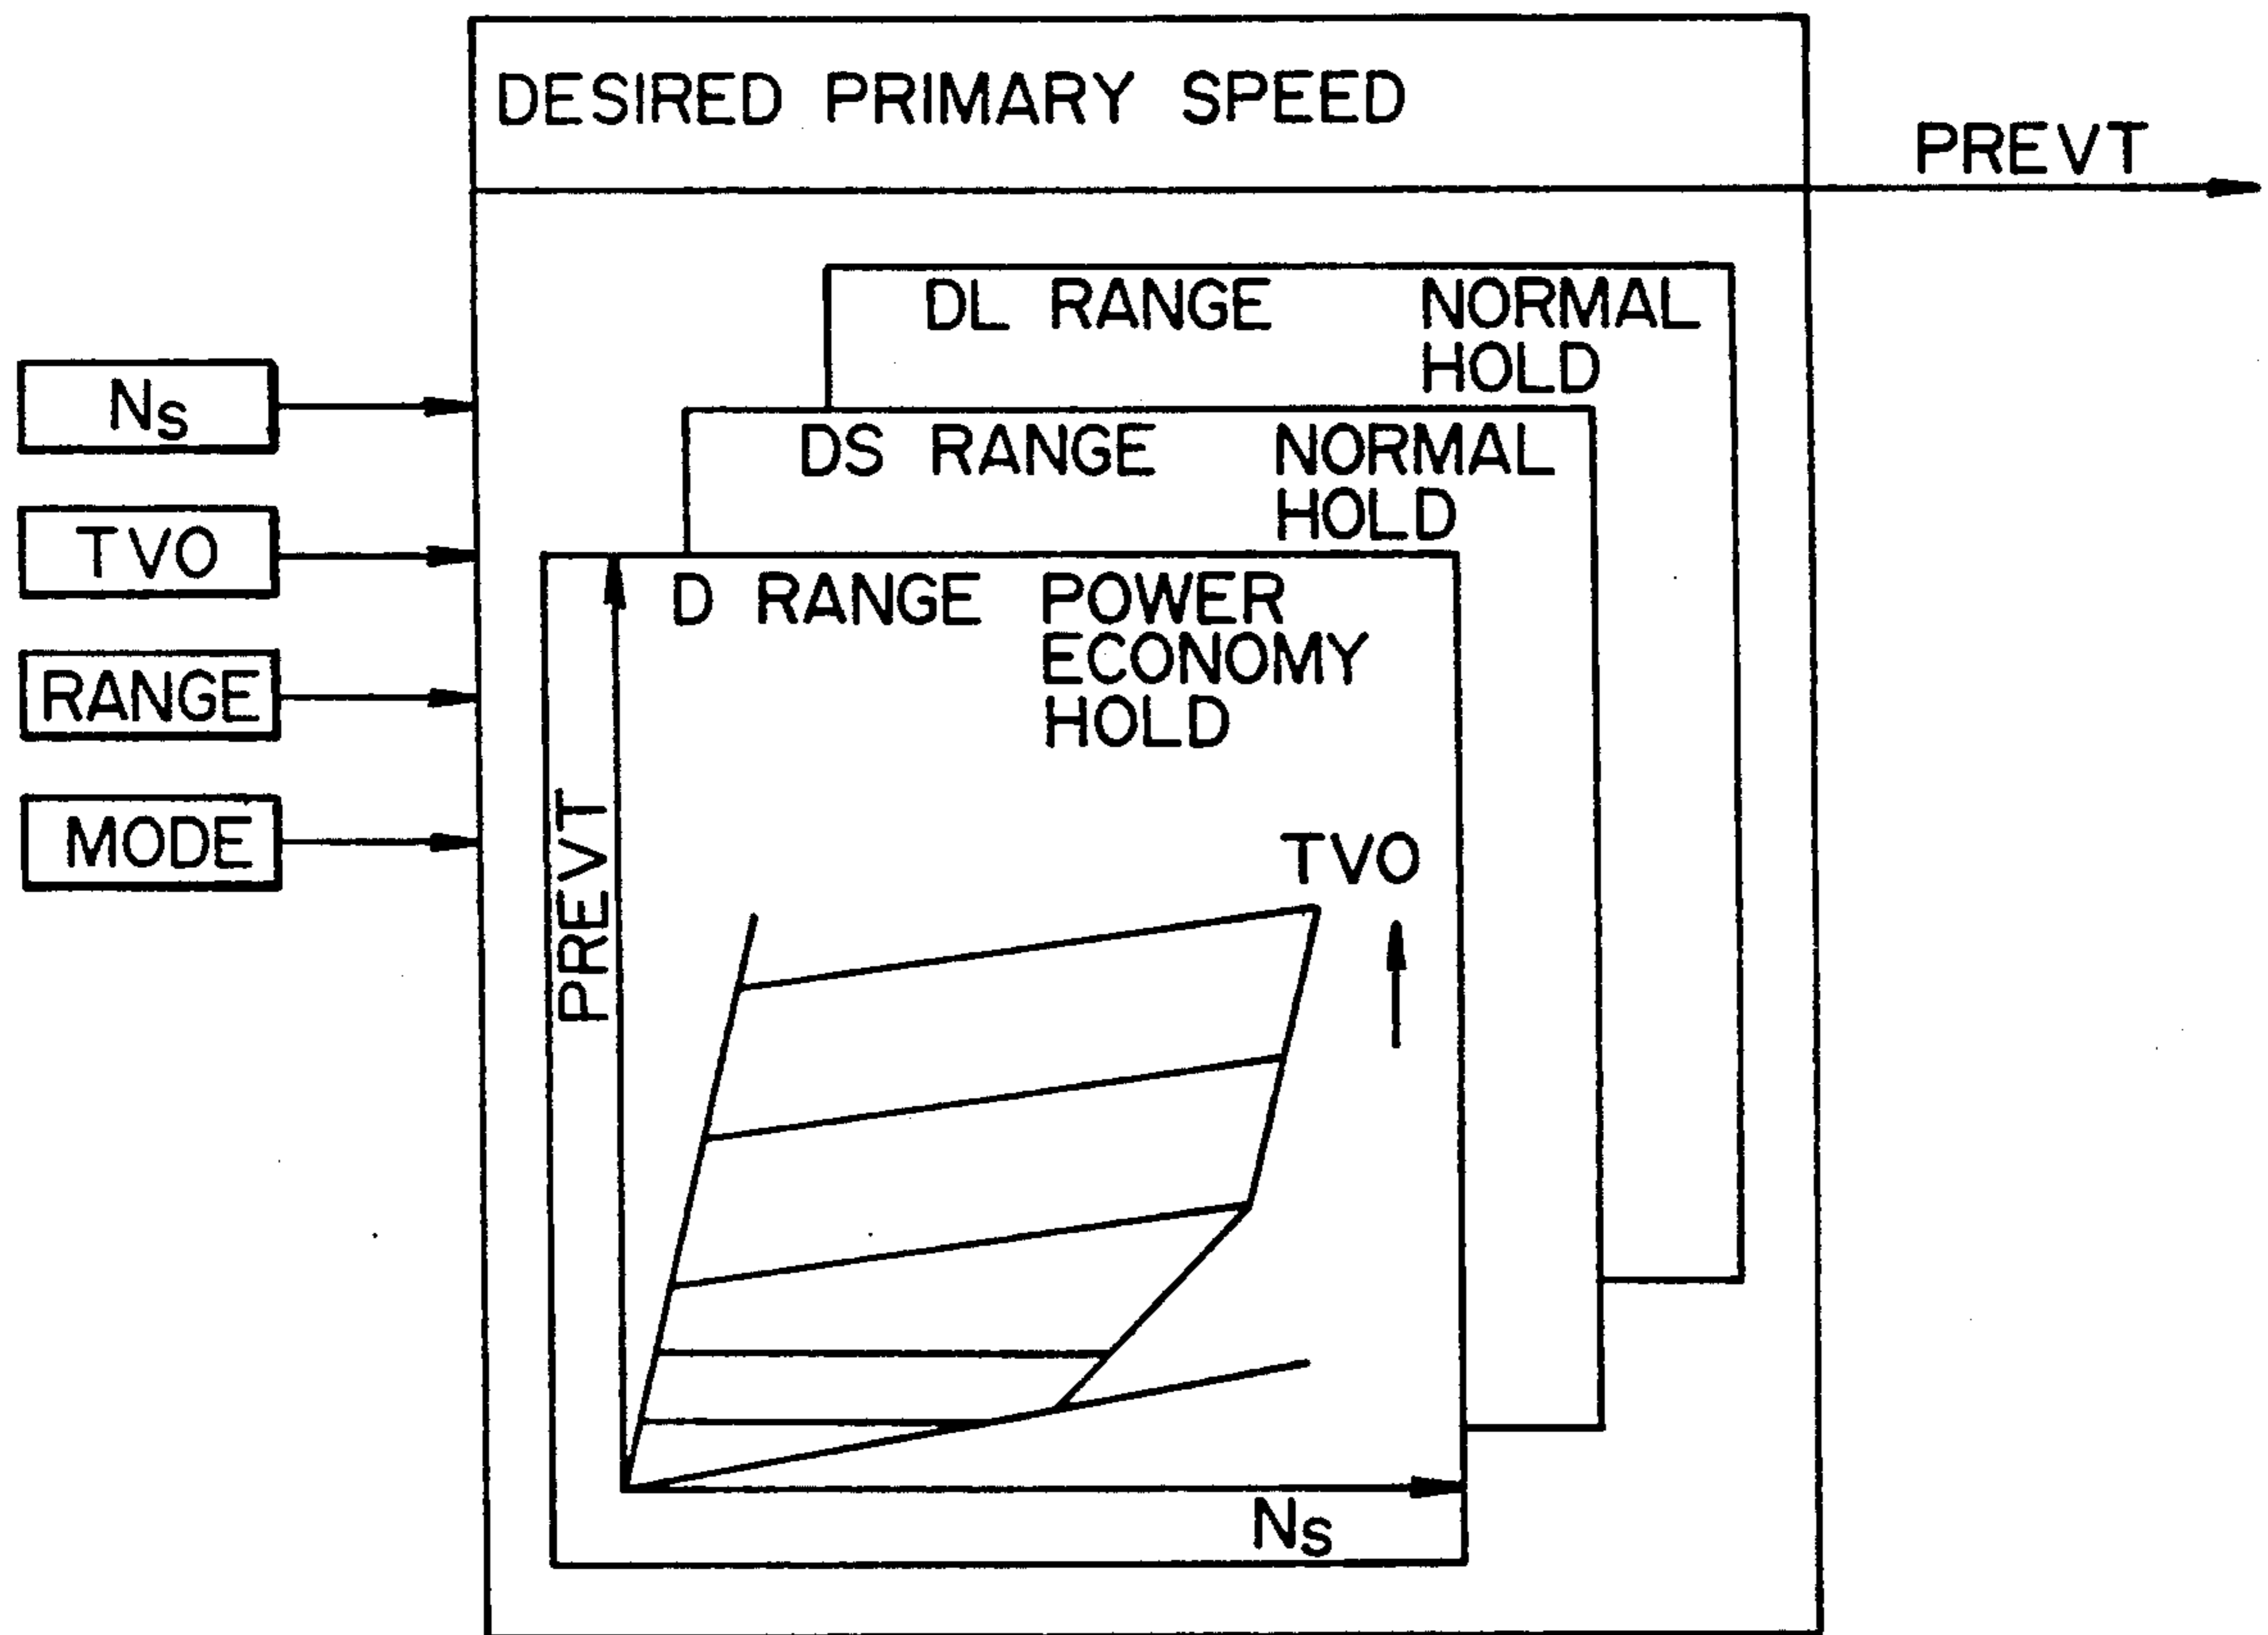 DESIRED PRIMARY SPEED
PREVT
DL RANGE NORMAL
HOLD
DS RANGE NORMAL
HOLD
D RANGE POWER
ECONOMY
HOLD
Ns
TVO
RANGE
MODE
PREVT
TVO
Ns